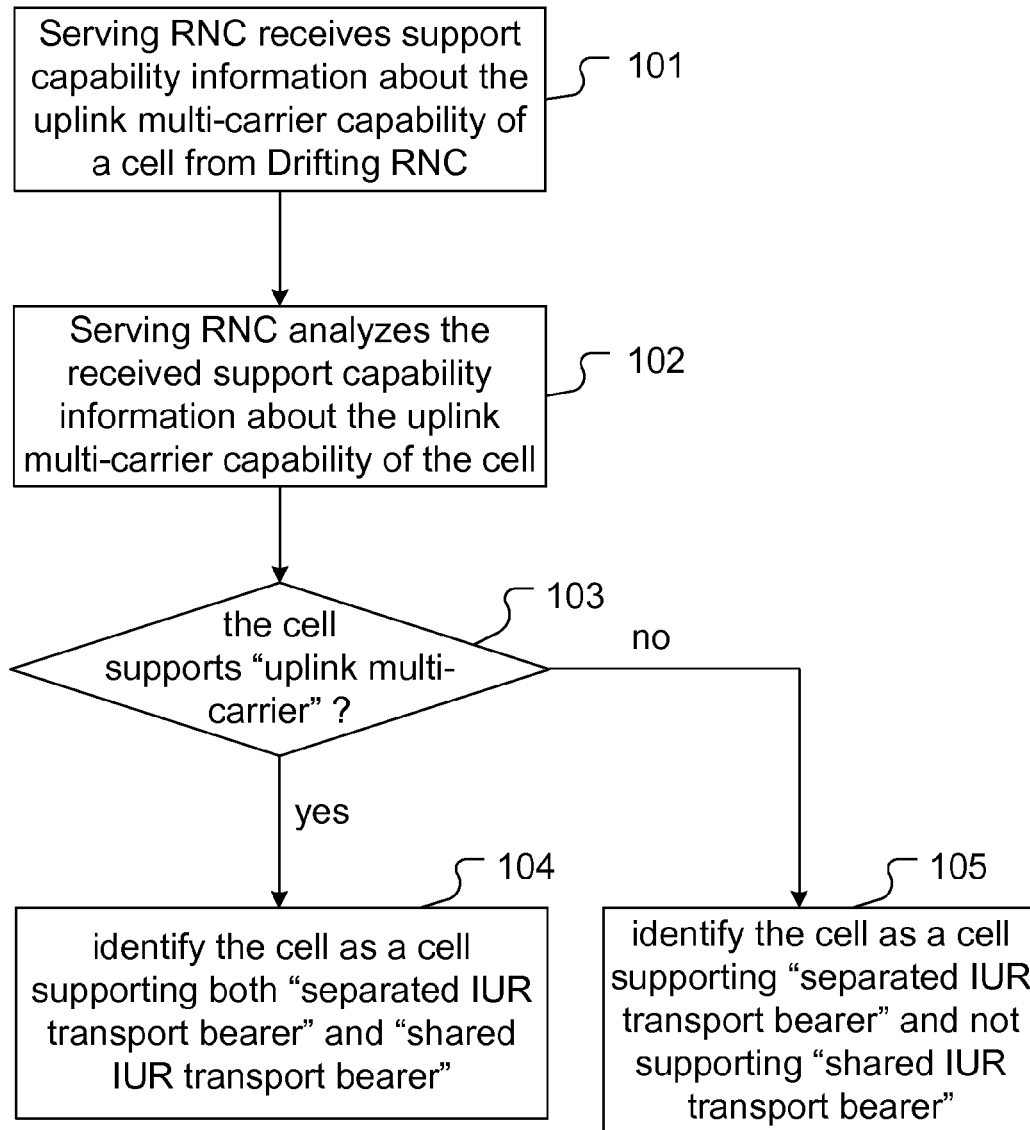 Serving RNC receives support
capability information about the
uplink multi-carrier capability of
a cell from Drifting RNC
101
Serving RNC analyzes the
received support capability
information about the uplink
multi-carrier capability of the cell
102
the cell
supports “uplink multi-
carrier” ?
103
no
yes
104
identify the cell as a cell
supporting both “separated IUR
transport bearer” and “shared
IUR transport bearer”
105
identify the cell as a cell
supporting “separated IUR
transport bearer” and not
supporting “shared IUR
transport bearer”